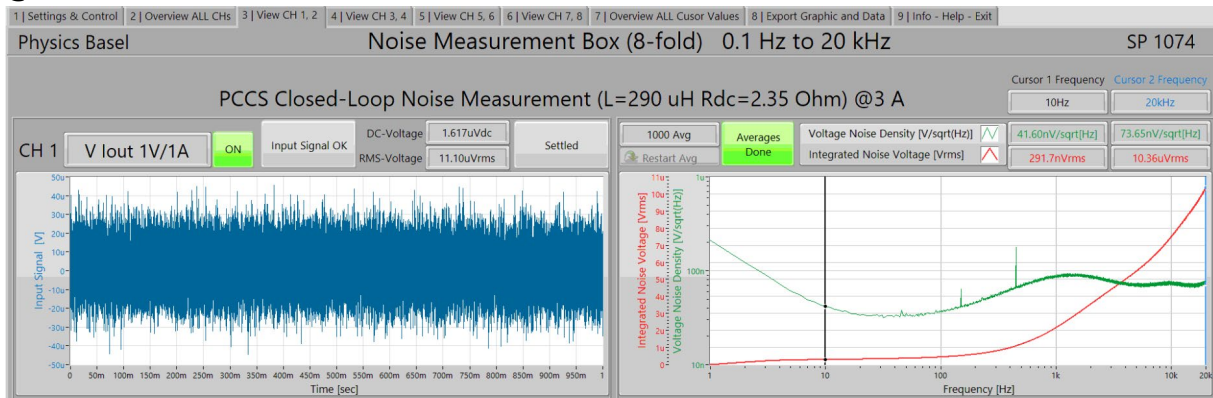 1 | Settings & Control 2 | Overview ALL CHs 3 | View CH 1, 2 4 | View CH 3, 4 5 | View CH 5, 6 6 | View CH 7, 8 7 | Overview ALL Cusor Values 8 | Export Graphic and Data 9 | Info - Help - Exit
Physics Basel Noise Measurement Box (8-fold) 0.1 Hz to 20 kHz SP 1074
Cursor 1 Frequency Cursor 2 Frequency
PCCS Closed-Loop Noise Measurement (L=290 uH Rdc=2.35 Ohm) @3 A
10Hz 20kHz
CH 1 V Iout 1V/1A ON Input Signal OK
DC-Voltage 1.617uVdc
RMS-Voltage 11.10uVrms
Settled
1000 Avg
Restart Avg
Averages
Done
Voltage Noise Density [V/sqrt(Hz)]
Integrated Noise Voltage [Vrms]
41.60nV/sqrt[Hz] 73.65nV/sqrt[Hz]
291.7nVrms 10.36uVrms
Input Signal [V]
50u
40u
30u
20u
10u
0
-10u
-20u
-30u
-40u
-50u
0 50m 100m 150m 200m 250m 300m 350m 400m 450m 500m 550m 600m 650m 700m 750m 800m 850m 900m 950m 1
Time [sec]
Integrated Noise Voltage [Vrms]
11u
10u
9u
8u
7u
6u
5u
4u
3u
2u
1u
0
Voltage Noise Density [V/sqrt(Hz)]
1u
100n
10n
1 10 100 1k 10k 20k
Frequency [Hz]